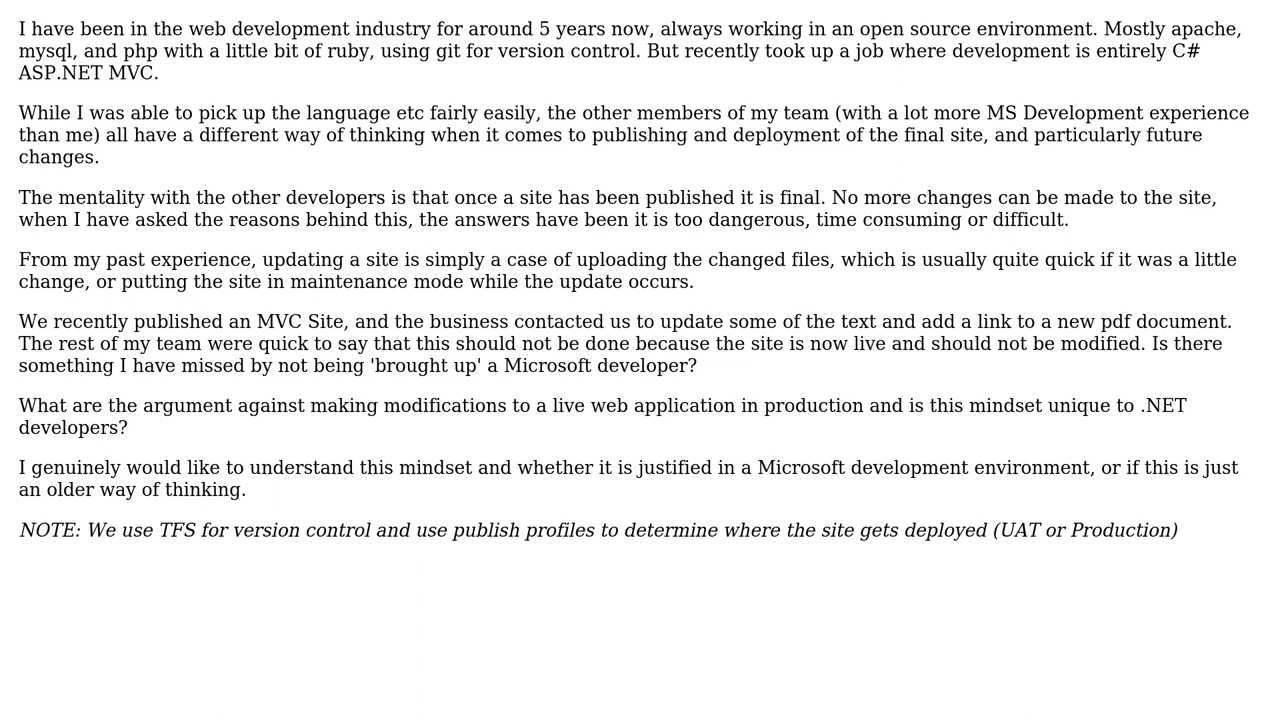 I have been in the web development industry for around 5 years now, always working in an open source environment. Mostly apache,
mysql, and php with a little bit of ruby, using git for version control. But recently took up a job where development is entirely C#
ASP.NET MVC.
While I was able to pick up the language etc fairly easily, the other members of my team (with a lot more MS Development experience
than me) all have a different way of thinking when it comes to publishing and deployment of the final site, and particularly future
changes.
The mentality with the other developers is that once a site has been published it is final. No more changes can be made to the site,
when I have asked the reasons behind this, the answers have been it is too dangerous, time consuming or difficult.
From my past experience, updating a site is simply a case of uploading the changed files, which is usually quite quick if it was a little
change, or putting the site in maintenance mode while the update occurs.
We recently published an MVC Site, and the business contacted us to update some of the text and add a link to a new pdf document.
The rest of my team were quick to say that this should not be done because the site is now live and should not be modified. Is there
something I have missed by not being 'brought up' a Microsoft developer?
What are the argument against making modifications to a live web application in production and is this mindset unique to .NET
developers?
I genuinely would like to understand this mindset and whether it is justified in a Microsoft development environment, or if this is just
an older way of thinking.
NOTE: We use TFS for version control and use publish profiles to determine where the site gets deployed (UAT or Production)